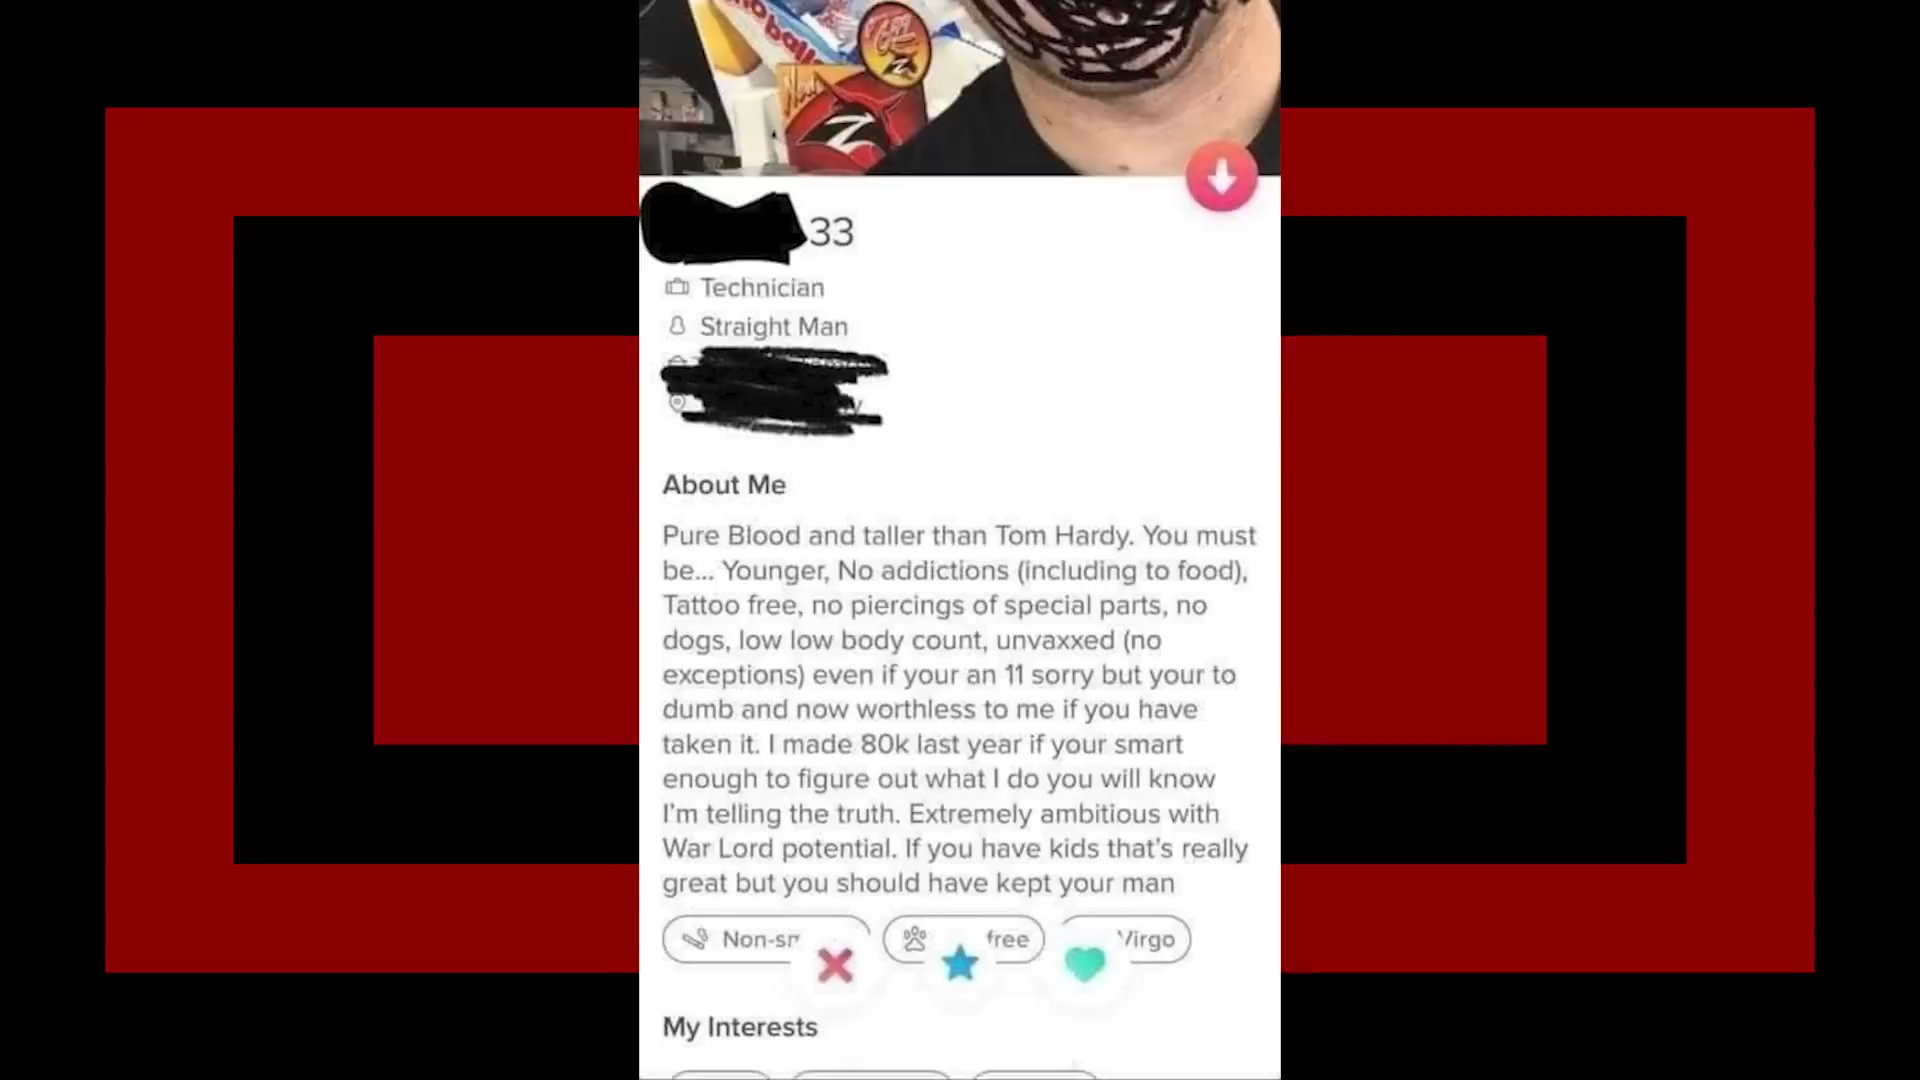 noball
New
Z
Z
33
Technician
Straight Man
About Me
Pure Blood and taller than Tom Hardy. You must
be... Younger, No addictions (including to food),
Tattoo free, no piercings of special parts, no
dogs, low low body count, unvaxxed (no
exceptions) even if your an 11 sorry but your to
dumb and now worthless to me if you have
taken it. I made 80k last year if your smart
enough to figure out what I do you will know
I'm telling the truth. Extremely ambitious with
War Lord potential. If you have kids that's really
great but you should have kept your man
Non-sm
free
Virgo
My Interests